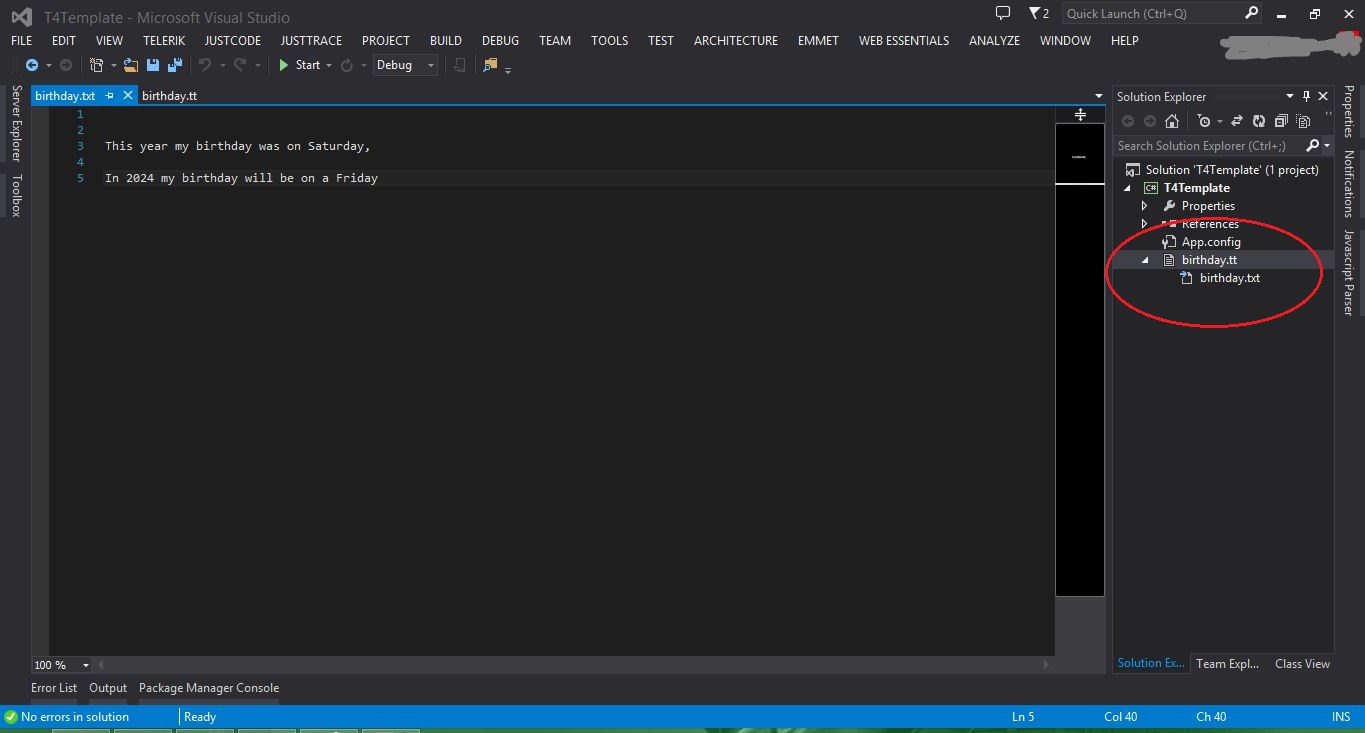 T4Template - Microsoft Visual Studio
2
Quick Launch (Ctrl+Q)
FILE EDIT VIEW TELERIK JUSTCODE JUSTTRACE PROJECT BUILD DEBUG TEAM TOOLS TEST ARCHITECTURE EMMET WEB ESSENTIALS ANALYZE WINDOW HELP
Start Debug
Server Explorer
Toolbox
birthday.txt birthday.tt
1
2
3 This year my birthday was on Saturday,
4
5 In 2024 my birthday will be on a Friday
100 %
Solution Explorer
Search Solution Explorer (Ctrl+;)
Solution 'T4Template' (1 project)
C# T4Template
Properties
References
App.config
birthday.tt
birthday.txt
Solution Ex... Team Expl... Class View
Properties
Notifications
Javascript Parser
Error List Output Package Manager Console
No errors in solution Ready Ln 5 Col 40 Ch 40 INS